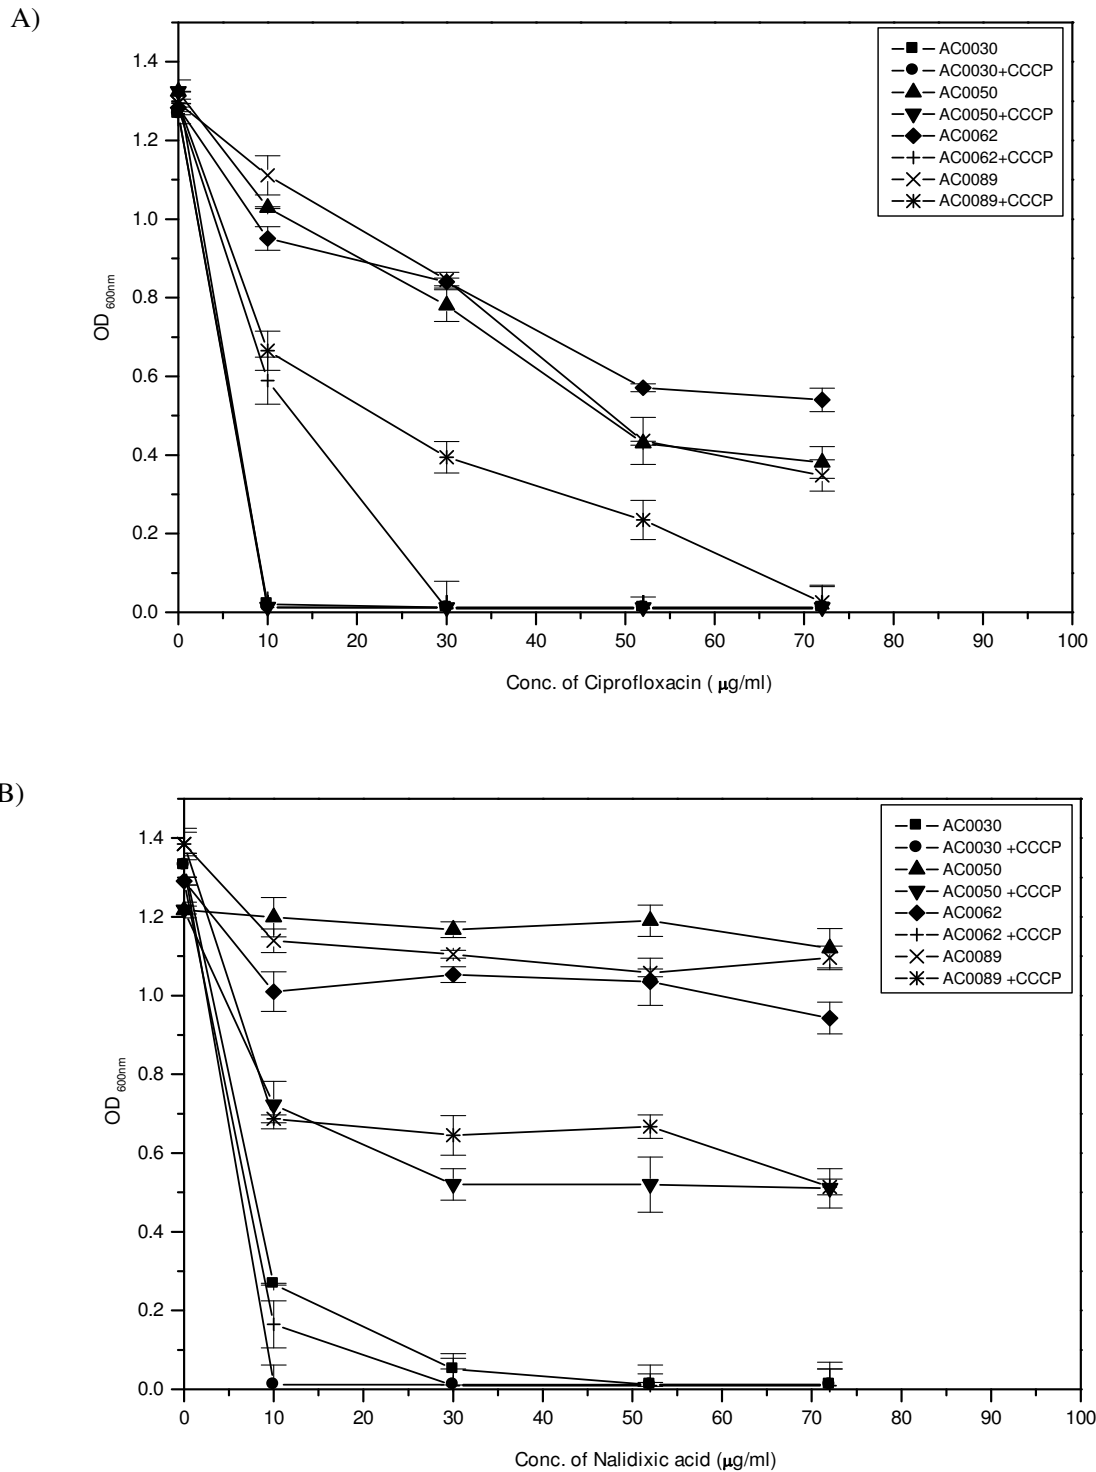 A)
1.4
1.2
1.0
0.8
0.6
0.4
0.2
0.0
OD 600nm
0 10 20 30 40 50 60 70 80 90 100
Conc. of Ciprofloxacin ( μg/ml)
AC0030
AC0030+CCCP
AC0050
AC0050+CCCP
AC0062
AC0062+CCCP
AC0089
AC0089+CCCP
B)
1.4
1.2
1.0
0.8
0.6
0.4
0.2
0.0
OD 600nm
0 10 20 30 40 50 60 70 80 90 100
Conc. of Nalidixic acid (μg/ml)
AC0030
AC0030 +CCCP
AC0050
AC0050 +CCCP
AC0062
AC0062 +CCCP
AC0089
AC0089 +CCCP